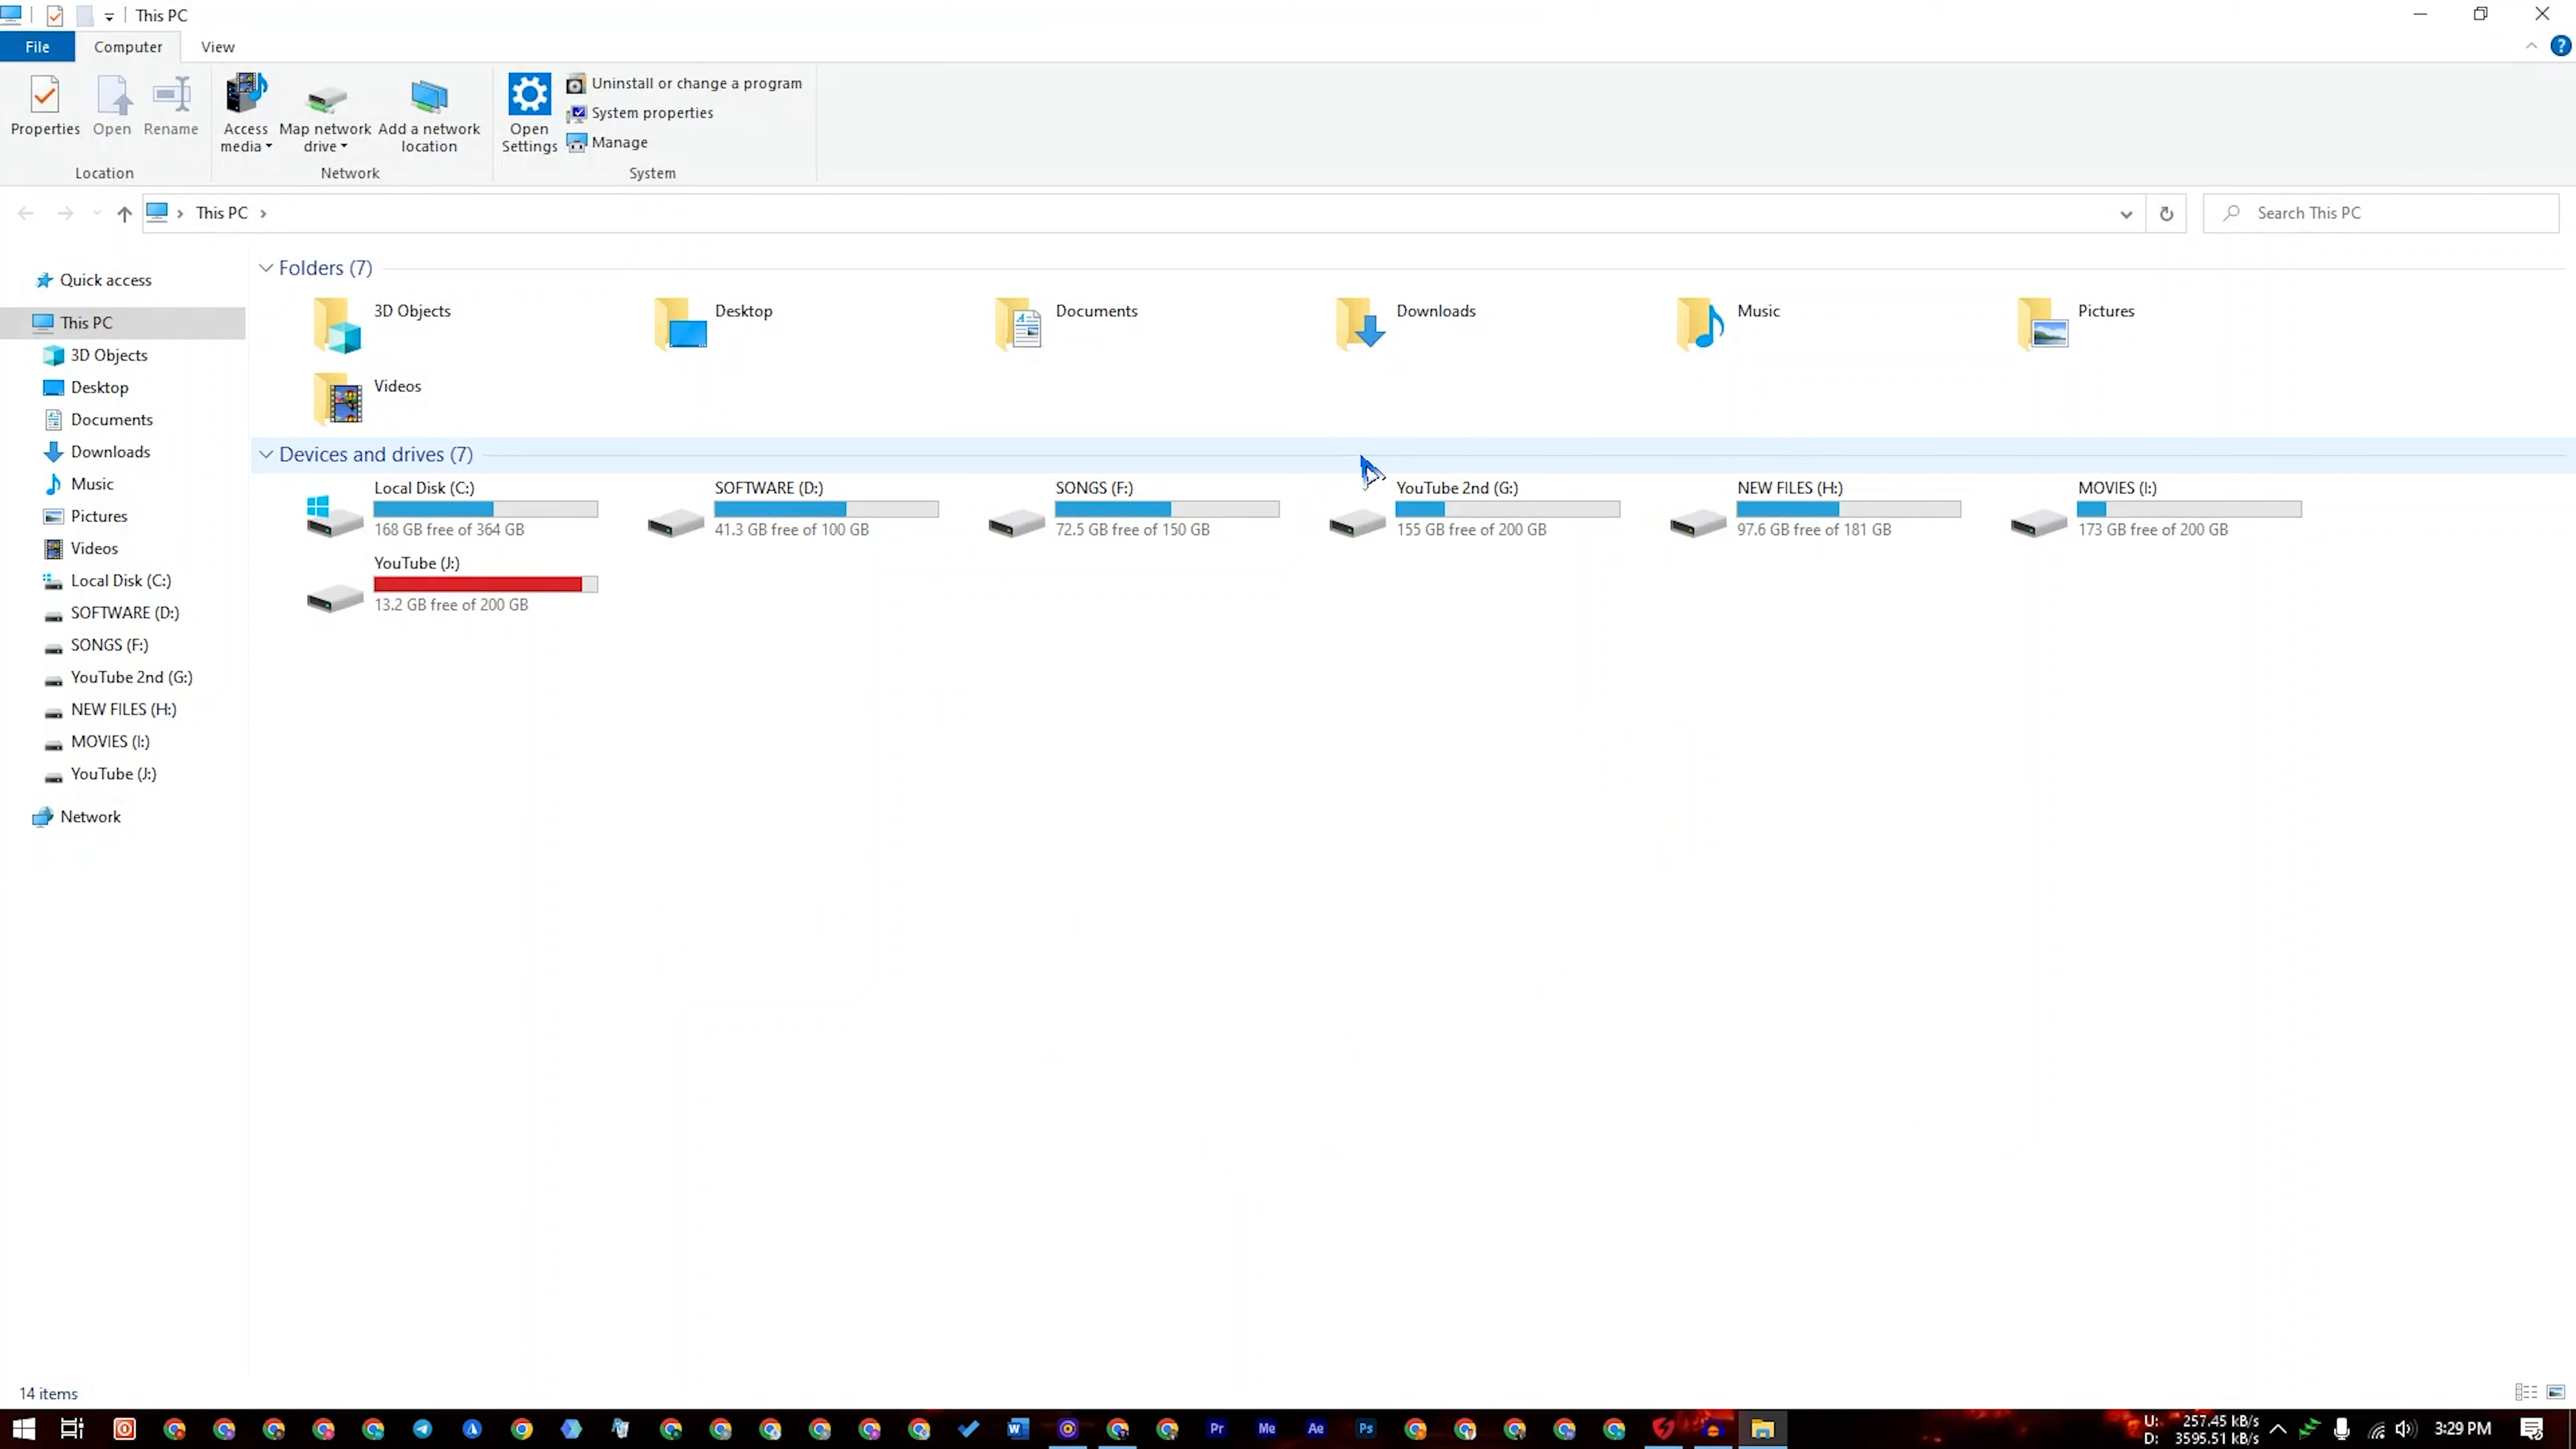 This PC
File
Computer
View
Properties
Open
Rename
Access media
Map network drive
Add a network location
Open Settings
Uninstall or change a program
System properties
Manage
Location
Network
System
This PC
Search This PC
Quick access
This PC
3D Objects
Desktop
Documents
Downloads
Music
Pictures
Videos
Local Disk (C:)
SOFTWARE (D:)
SONGS (F:)
YouTube 2nd (G:)
NEW FILES (H:)
MOVIES (I:)
YouTube (J:)
Network
Folders (7)
3D Objects
Desktop
Documents
Downloads
Music
Pictures
Videos
Devices and drives (7)
Local Disk (C:)
168 GB free of 364 GB
SOFTWARE (D:)
41.3 GB free of 100 GB
SONGS (F:)
72.5 GB free of 150 GB
YouTube 2nd (G:)
155 GB free of 200 GB
NEW FILES (H:)
97.6 GB free of 181 GB
MOVIES (I:)
173 GB free of 200 GB
YouTube (J:)
13.2 GB free of 200 GB
14 items
Pr
Me
Ae
Ps
U: 257.45 kB/s
D: 3595.51 kB/s
3:29 PM